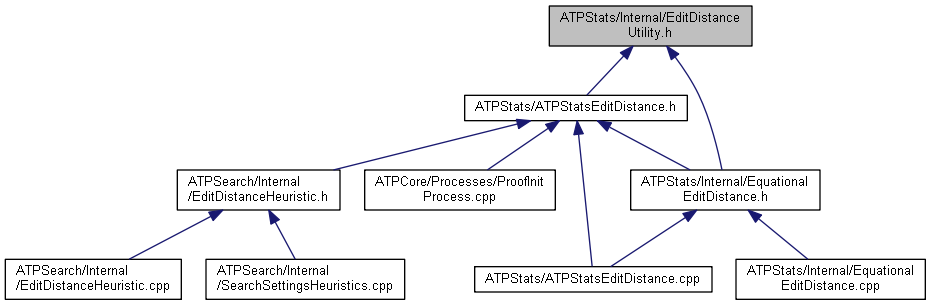 ATPStats/Internal/EditDistance
Utility.h
ATPStats/ATPStatsEditDistance.h
ATPSearch/Internal
/EditDistanceHeuristic.h
ATPCore/Processes/ProofInit
Process.cpp
ATPStats/Internal/Equational
EditDistance.h
ATPSearch/Internal
/EditDistanceHeuristic.cpp
ATPSearch/Internal
/SearchSettingsHeuristics.cpp
ATPStats/ATPStatsEditDistance.cpp
ATPStats/Internal/Equational
EditDistance.cpp